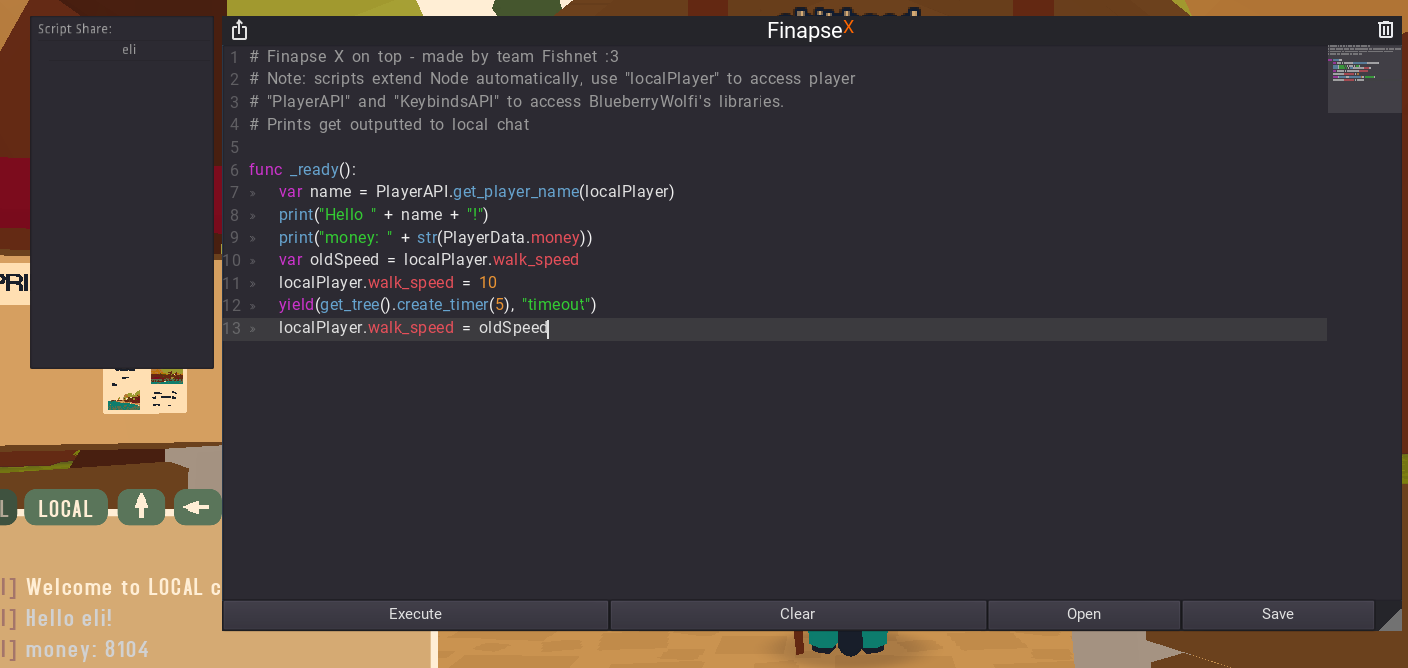 Script Share:
eli
FinapseX
1 # Finapse X on top - made by team Fishnet :3
2 # Note: scripts extend Node automatically, use "localPlayer" to access player
3 # "PlayerAPI" and "KeybindsAPI" to access BlueberryWolfi's libraries.
4 # Prints get outputted to local chat
5
6 func _ready():
7 » var name = PlayerAPI.get_player_name(localPlayer)
8 » print("Hello " + name + "!")
9 » print("money: " + str(PlayerData.money))
10 » var oldSpeed = localPlayer.walk_speed
11 » localPlayer.walk_speed = 10
12 » yield(get_tree().create_timer(5), "timeout")
13 » localPlayer.walk_speed = oldSpeed
Execute Clear Open Save
PRI
L LOCAL
l] Welcome to LOCAL c
l] Hello eli!
l] money: 8104